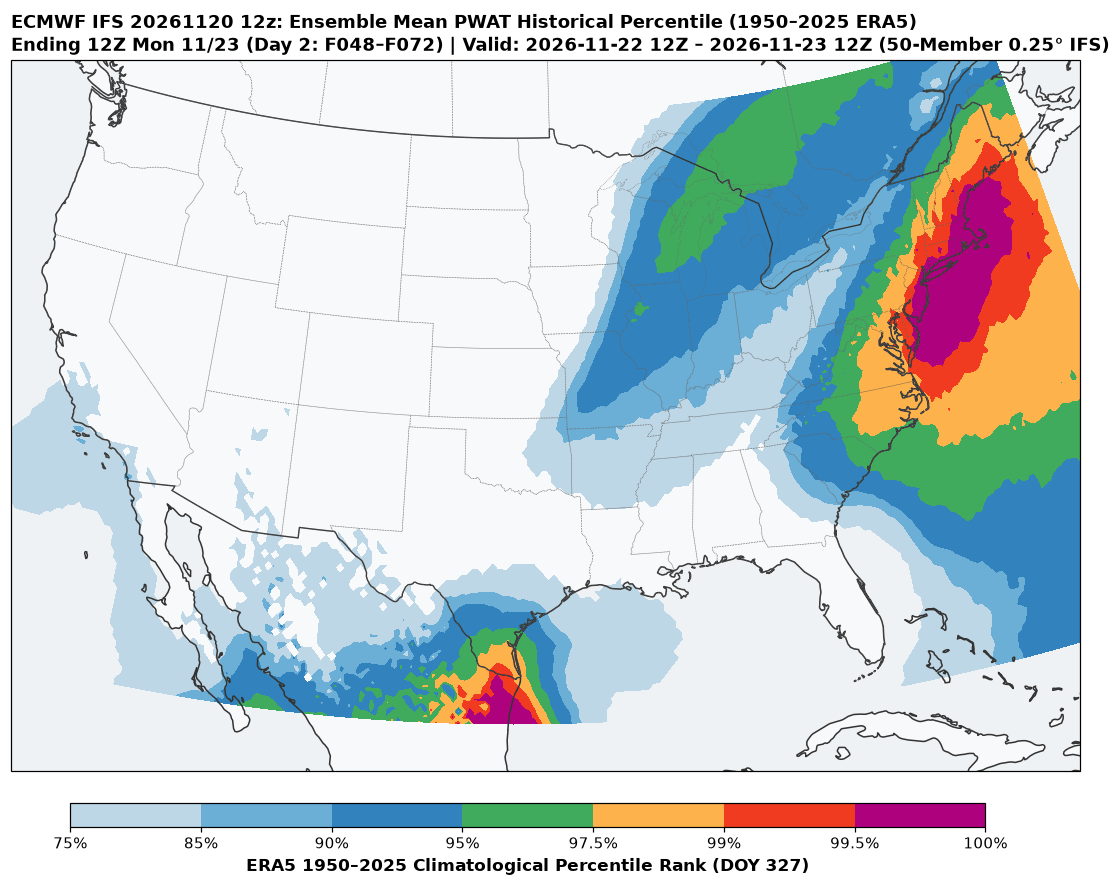 ECMWF IFS 20261120 12z: Ensemble Mean PWAT Historical Percentile (1950–2025 ERA5)
Ending 12Z Mon 11/23 (Day 2: F048–F072) | Valid: 2026-11-22 12Z – 2026-11-23 12Z (50-Member 0.25° IFS)
75% 85% 90% 95% 97.5% 99% 99.5% 100%
ERA5 1950–2025 Climatological Percentile Rank (DOY 327)